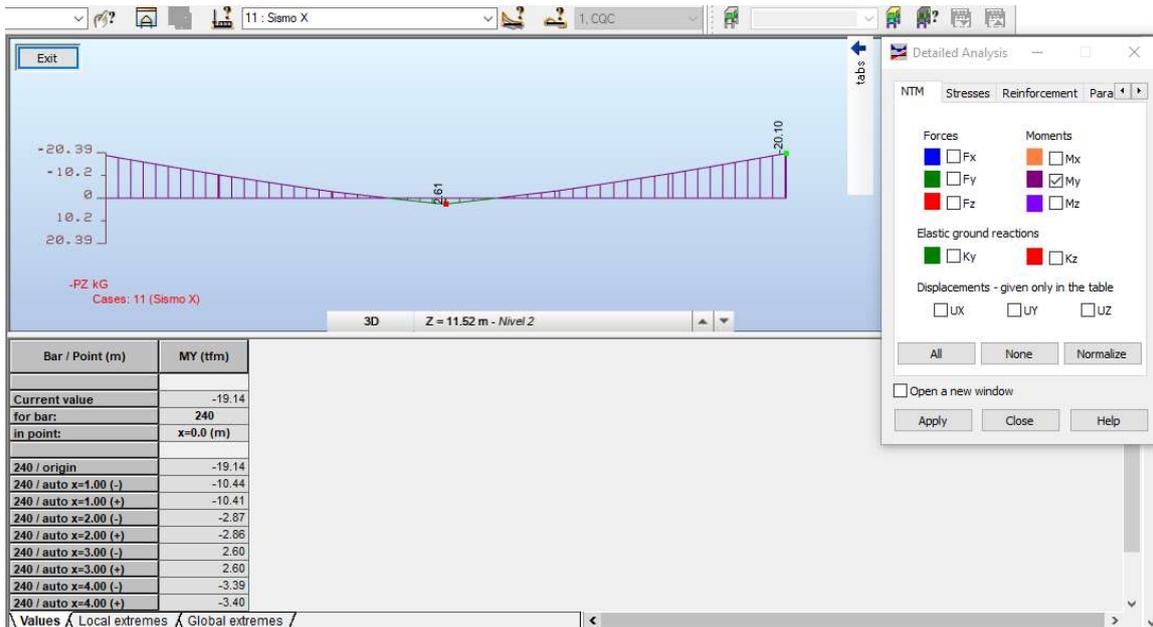 11 : Sismo X
1, CQC
Exit
tabs
Detailed Analysis
NTM Stresses Reinforcement Para
Forces Moments
Fx Mx
Fy My
Fz Mz
Elastic ground reactions
Ky Kz
Displacements - given only in the table
UX UY UZ
All None Normalize
Open a new window
Apply Close Help
-20.39
-10.2
0
10.2
20.39
2.61
-20.10
-PZ kG
Cases: 11 (Sismo X)
3D Z = 11.52 m - Nivel 2
Bar / Point (m) MY (tfm)
Current value -19.14
for bar: 240
in point: x=0.0 (m)
240 / origin -19.14
240 / auto x=1.00 (-) -10.44
240 / auto x=1.00 (+) -10.41
240 / auto x=2.00 (-) -2.87
240 / auto x=2.00 (+) -2.86
240 / auto x=3.00 (-) 2.60
240 / auto x=3.00 (+) 2.60
240 / auto x=4.00 (-) -3.39
240 / auto x=4.00 (+) -3.40
Values Local extremes Global extremes